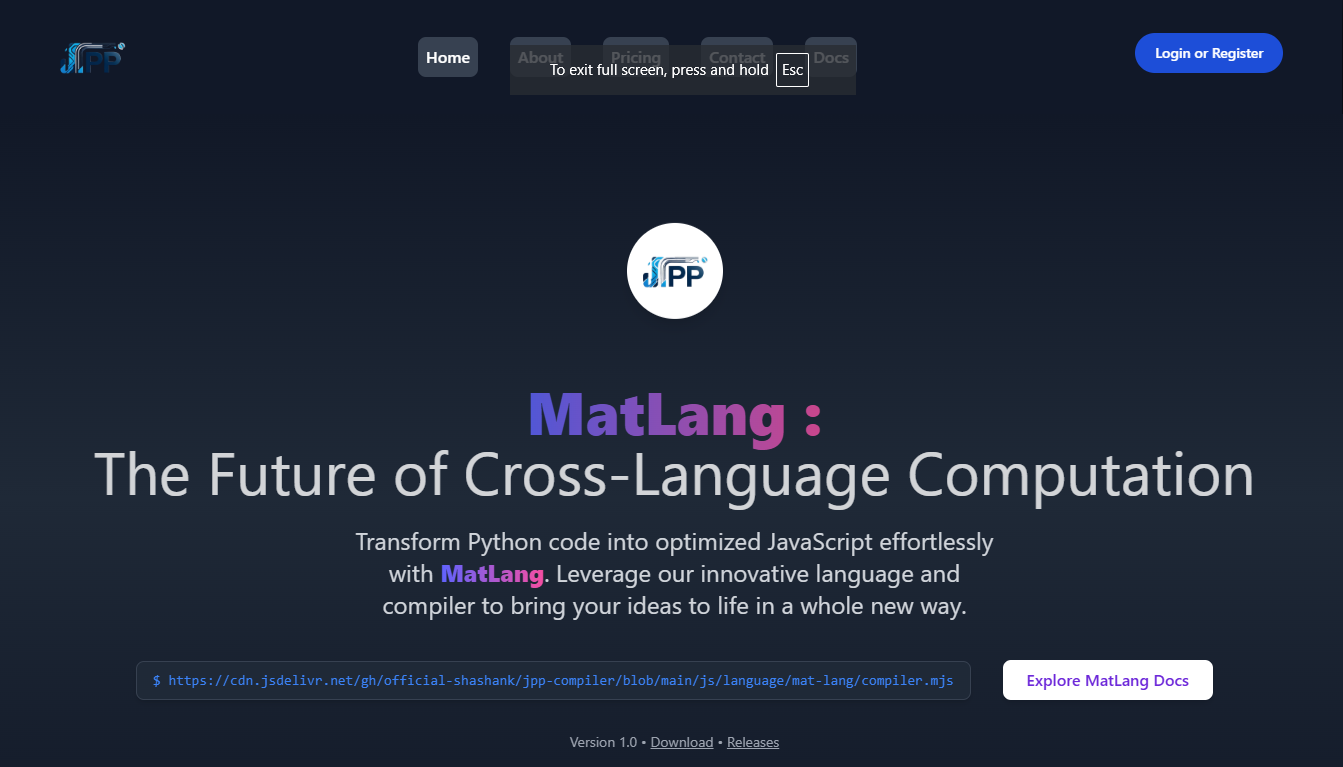 JPP
Home About Pricing Contact Docs
Login or Register
To exit full screen, press and hold Esc
JPP
MatLang :
The Future of Cross-Language Computation
Transform Python code into optimized JavaScript effortlessly
with MatLang. Leverage our innovative language and
compiler to bring your ideas to life in a whole new way.
$ https://cdn.jsdelivr.net/gh/official-shashank/jpp-compiler/blob/main/js/language/mat-lang/compiler.mjs
Explore MatLang Docs
Version 1.0 • Download • Releases